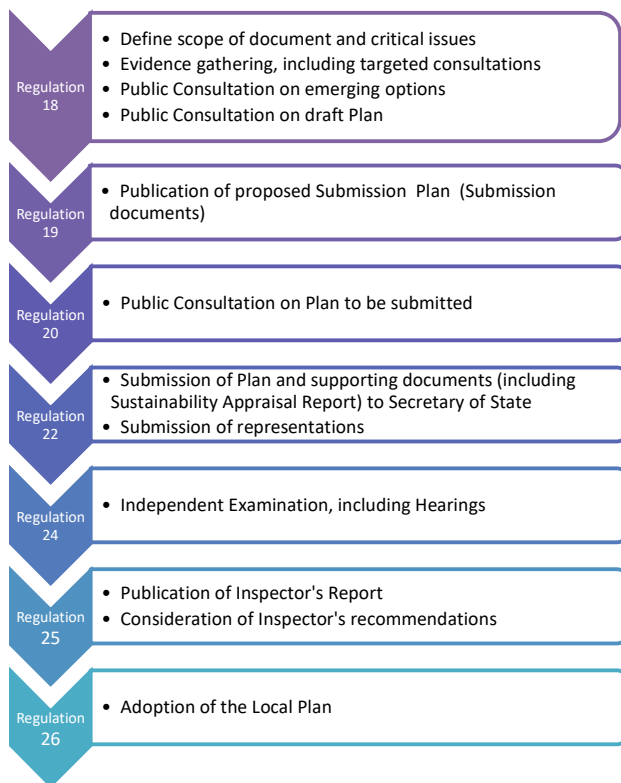 Regulation
18
• Define scope of document and critical issues
• Evidence gathering, including targeted consultations
• Public Consultation on emerging options
• Public Consultation on draft Plan
Regulation
19
• Publication of proposed Submission Plan (Submission
documents)
Regulation
20
• Public Consultation on Plan to be submitted
Regulation
22
• Submission of Plan and supporting documents (including
Sustainability Appraisal Report) to Secretary of State
• Submission of representations
Regulation
24
• Independent Examination, including Hearings
Regulation
25
• Publication of Inspector's Report
• Consideration of Inspector's recommendations
Regulation
26
• Adoption of the Local Plan